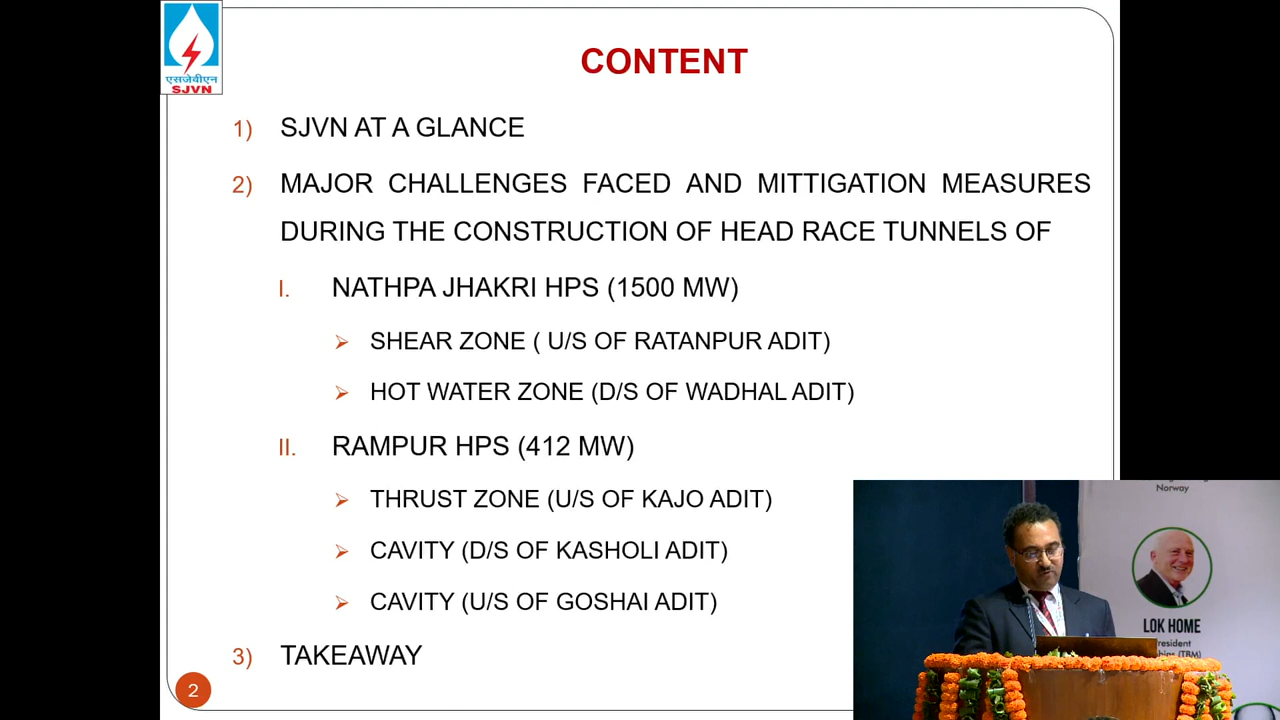 एसजेवीएन
SJVN
CONTENT
1) SJVN AT A GLANCE
2) MAJOR CHALLENGES FACED AND MITTIGATION MEASURES
DURING THE CONSTRUCTION OF HEAD RACE TUNNELS OF
I. NATHPA JHAKRI HPS (1500 MW)
➢ SHEAR ZONE ( U/S OF RATANPUR ADIT)
➢ HOT WATER ZONE (D/S OF WADHAL ADIT)
II. RAMPUR HPS (412 MW)
➢ THRUST ZONE (U/S OF KAJO ADIT)
➢ CAVITY (D/S OF KASHOLI ADIT)
➢ CAVITY (U/S OF GOSHAI ADIT)
3) TAKEAWAY
2
Norway
LOK HOME
(TBM)